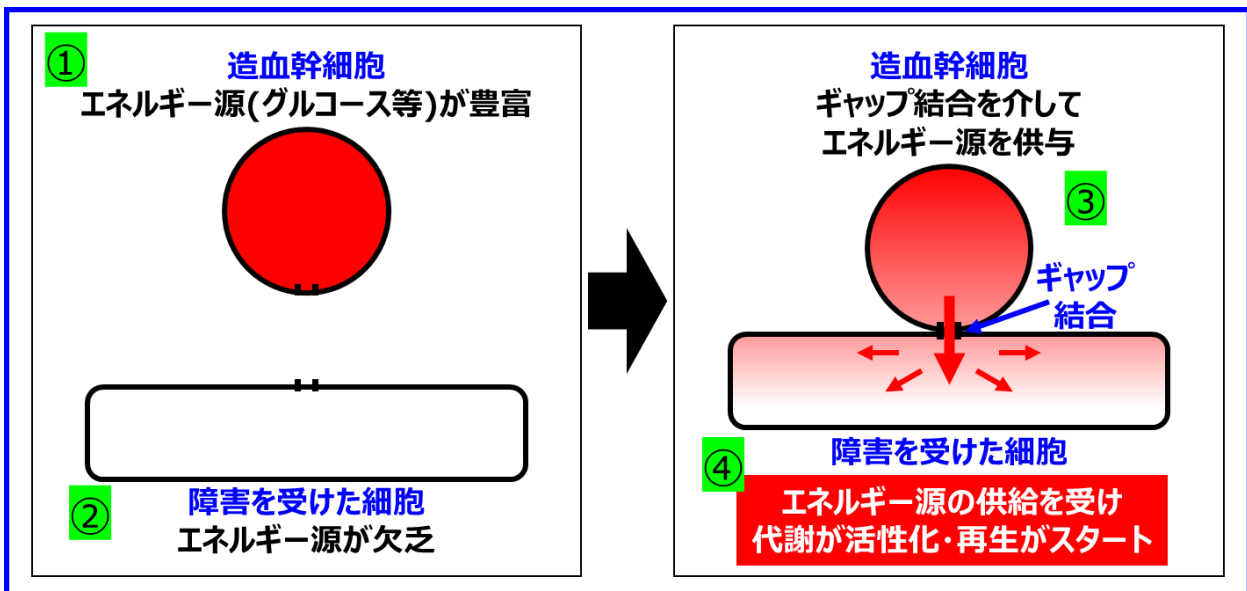 ①
造血幹細胞
エネルギー源(グルコース等)が豊富
②
障害を受けた細胞
エネルギー源が欠乏
造血幹細胞
ギャップ結合を介して
エネルギー源を供与
③
ギャップ
結合
④
障害を受けた細胞
エネルギー源の供給を受け
代謝が活性化・再生がスタート